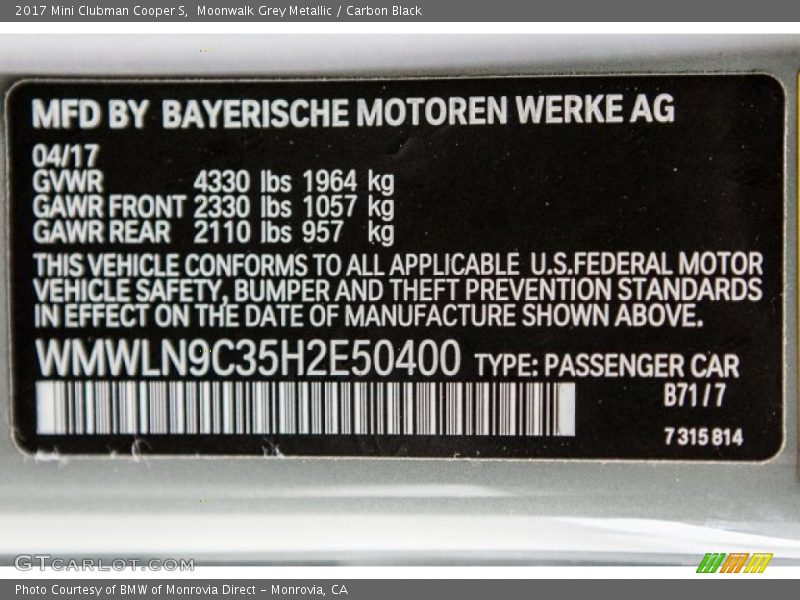 2017 Mini Clubman Cooper S,  Moonwalk Grey Metallic / Carbon Black
MFD BY BAYERISCHE MOTOREN WERKE AG
04/17
GVWR 4330 lbs 1964 kg
GAWR FRONT 2330 lbs 1057 kg
GAWR REAR 2110 lbs 957 kg
THIS VEHICLE CONFORMS TO ALL APPLICABLE U.S.FEDERAL MOTOR
VEHICLE SAFETY, BUMPER AND THEFT PREVENTION STANDARDS
IN EFFECT ON THE DATE OF MANUFACTURE SHOWN ABOVE.
WMWLN9C35H2E50400 TYPE: PASSENGER CAR
B71/7
7 315 814
GTCARLOT.COM
Photo Courtesy of BMW of Monrovia Direct - Monrovia, CA